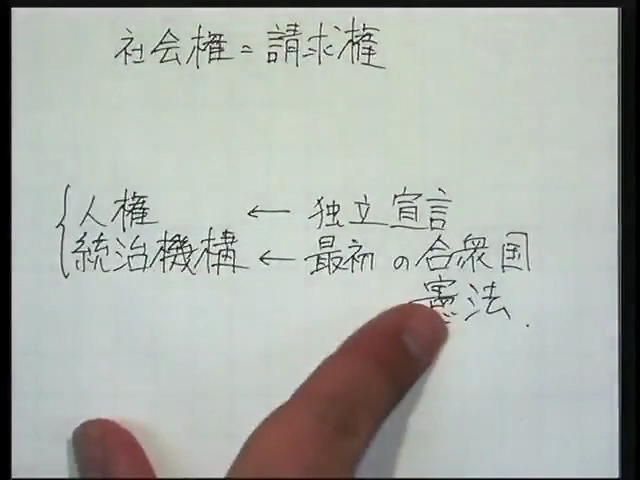 社会権=請求権
人権 ← 独立宣言
統治機構 ← 最初の合衆国
憲法.